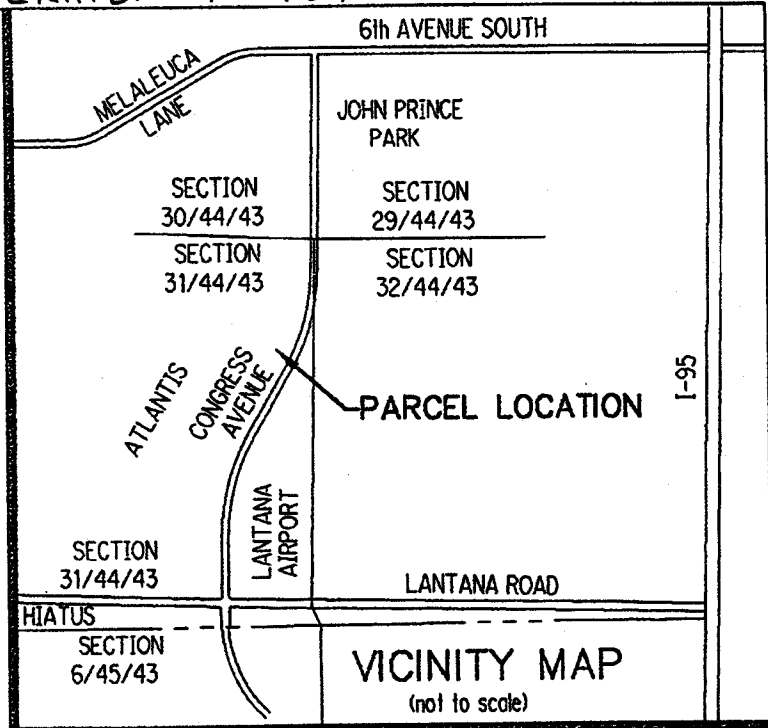 6th AVENUE SOUTH
MELALEUCA
LANE
JOHN PRINCE
PARK
SECTION
30/44/43
SECTION
29/44/43
SECTION
31/44/43
SECTION
32/44/43
ATLANTIS
CONGRESS
AVENUE
PARCEL LOCATION
I-95
LANTANA
AIRPORT
SECTION
31/44/43
LANTANA ROAD
HIATUS
SECTION
6/45/43
VICINITY MAP
(not to scale)